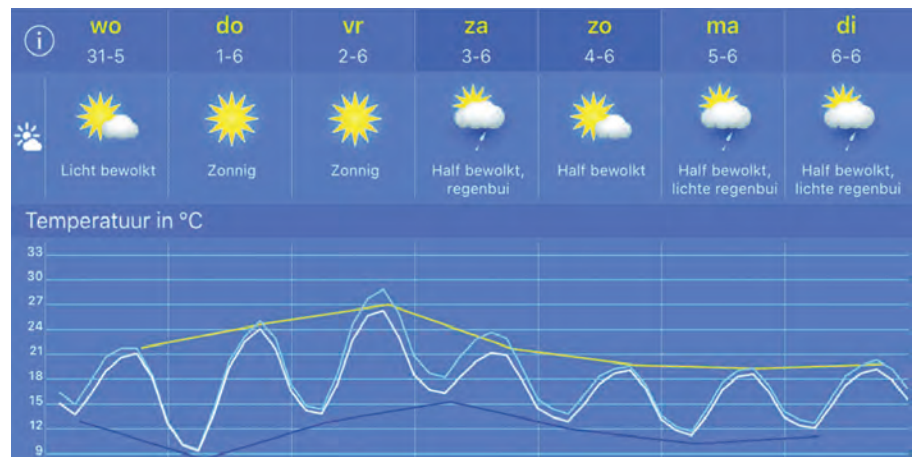 i
wo do vr za zo ma di
31-5 1-6 2-6 3-6 4-6 5-6 6-6
Licht bewolkt Zonnig Zonnig Half bewolkt, Half bewolkt Half bewolkt, Half bewolkt,
regenbui lichte regenbui lichte regenbui
Temperatuur in °C
33
30
27
24
21
18
15
12
9